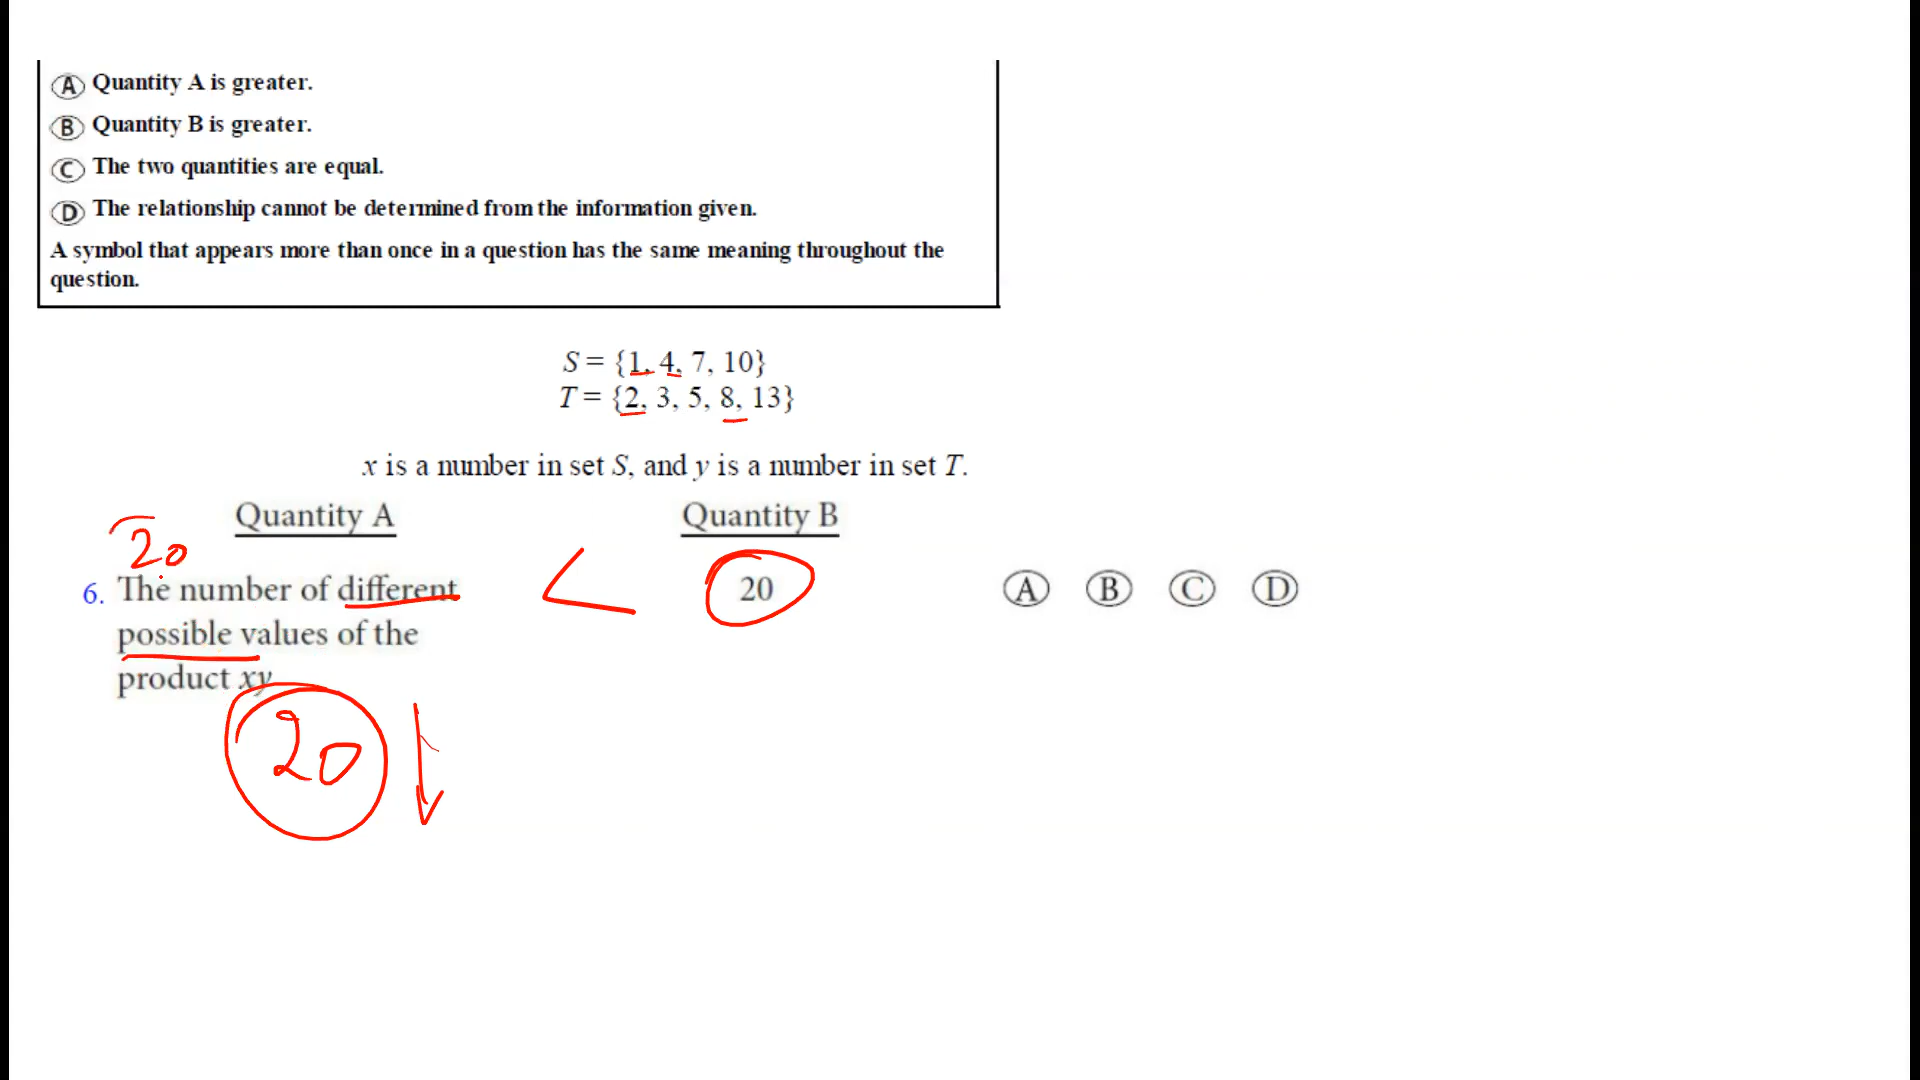 A Quantity A is greater.
B Quantity B is greater.
C The two quantities are equal.
D The relationship cannot be determined from the information given.
A symbol that appears more than once in a question has the same meaning throughout the
question.
S = {1, 4, 7, 10}
T = {2, 3, 5, 8, 13}
x is a number in set S, and y is a number in set T.
Quantity A Quantity B
20
6. The number of different < 20 A B C D
possible values of the
product xy
20